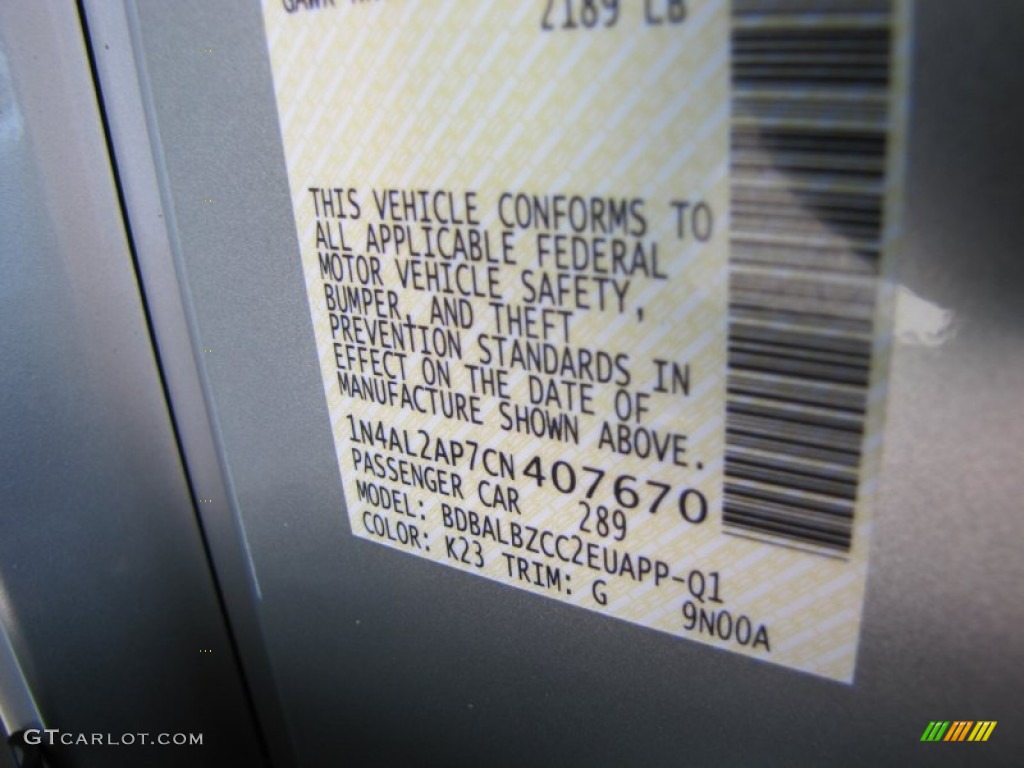 2189 LB
THIS VEHICLE CONFORMS TO
ALL APPLICABLE FEDERAL
MOTOR VEHICLE SAFETY,
BUMPER, AND THEFT
PREVENTION STANDARDS IN
EFFECT ON THE DATE OF
MANUFACTURE SHOWN ABOVE.
1N4AL2AP7CN407670
PASSENGER CAR 289
MODEL: BDBALBZCC2EUAPP-Q1
COLOR: K23 TRIM: G 9N00A
GTCARLOT.COM